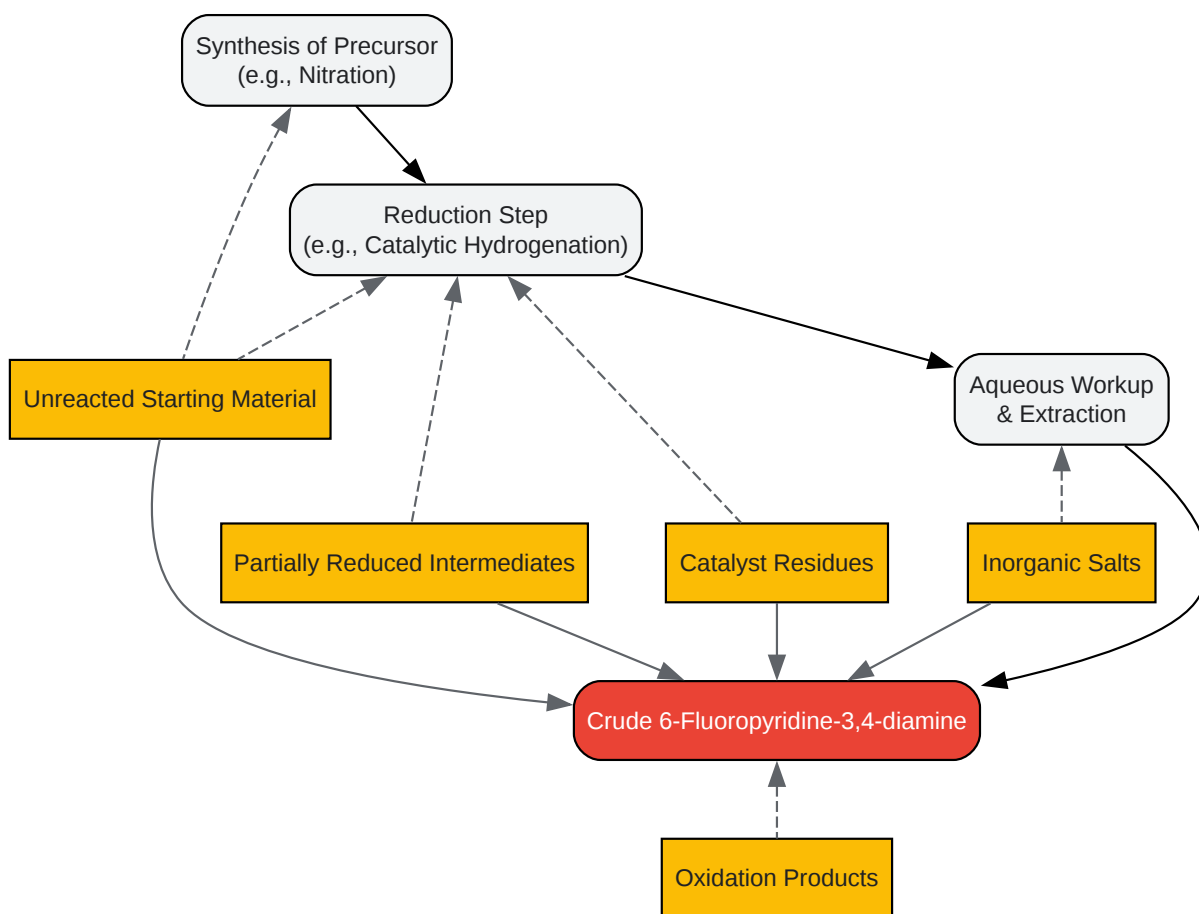 Synthesis of Precursor
(e.g., Nitration)
Reduction Step
(e.g., Catalytic Hydrogenation)
Unreacted Starting Material
Aqueous Workup
& Extraction
Partially Reduced Intermediates
Catalyst Residues
Inorganic Salts
Crude 6-Fluoropyridine-3,4-diamine
Oxidation Products